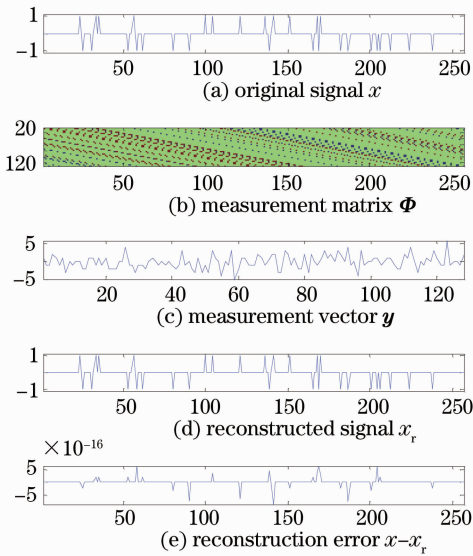 1
−1
50 100 150 200 250
(a) original signal x
20
120
50 100 150 200 250
(b) measurement matrix Φ
5
−5
20 40 60 80 100 120
(c) measurement vector y
1
−1
50 100 150 200 250
(d) reconstructed signal xr
×10−16
5
−5
50 100 150 200 250
(e) reconstruction error x−xr